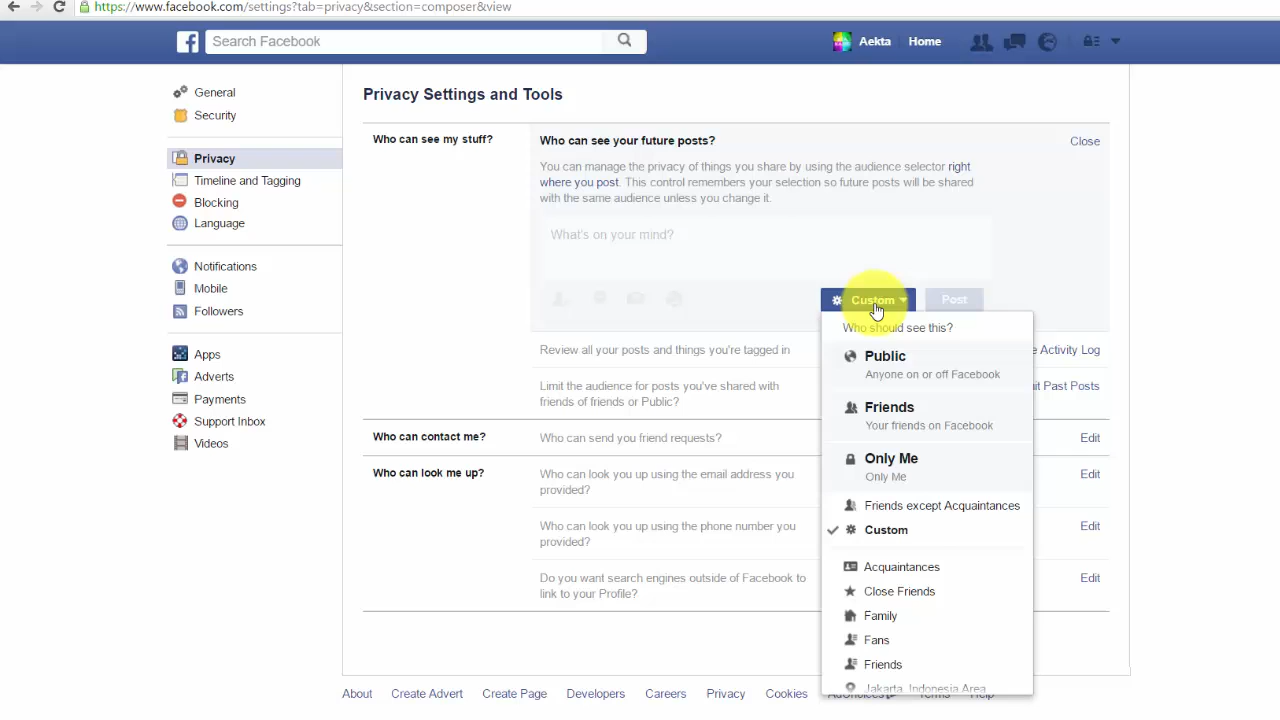 https://www.facebook.com/settings?tab=privacy&section=composer&view
Search Facebook
Aekta
Home
General
Security
Privacy
Timeline and Tagging
Blocking
Language
Notifications
Mobile
Followers
Apps
Adverts
Payments
Support Inbox
Videos
Privacy Settings and Tools
Who can see my stuff?
Who can see your future posts?
Close
You can manage the privacy of things you share by using the audience selector right
where you post. This control remembers your selection so future posts will be shared
with the same audience unless you change it.
What's on your mind?
Custom
Post
Review all your posts and things you're tagged in
Activity Log
Limit the audience for posts you've shared with
friends of friends or Public?
Past Posts
Who can contact me?
Who can send you friend requests?
Edit
Who can look me up?
Who can look you up using the email address you
provided?
Edit
Who can look you up using the phone number you
provided?
Edit
Do you want search engines outside of Facebook to
link to your Profile?
Edit
Who should see this?
Public
Anyone on or off Facebook
Friends
Your friends on Facebook
Only Me
Only Me
Friends except Acquaintances
Custom
Acquaintances
Close Friends
Family
Fans
Friends
Jakarta, Indonesia Area
About
Create Advert
Create Page
Developers
Careers
Privacy
Cookies
AdChoices
Terms
Help